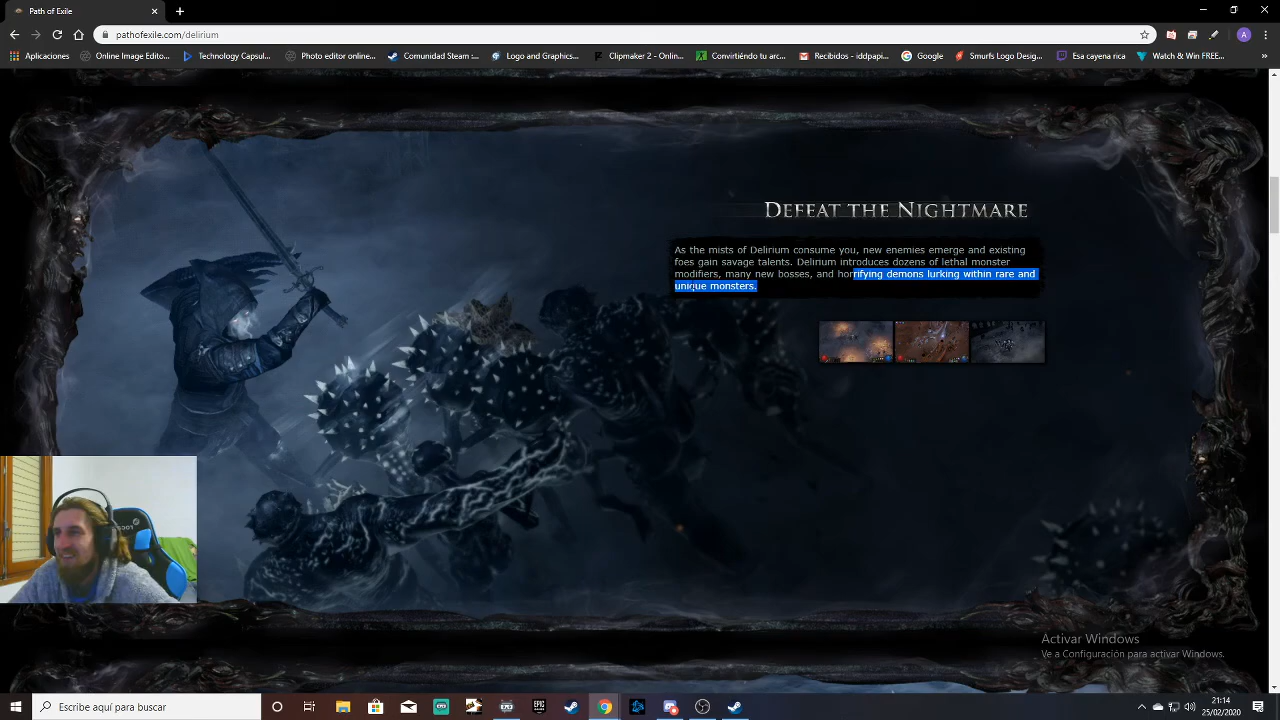 Path of Exile
pathofexile.com/delirium
Aplicaciones
Online Image Edito...
Technology Capsul...
Photo editor online...
Comunidad Steam :...
Logo and Graphics...
Clipmaker 2 - Onlin...
Convirtiéndo tu arc...
Recibidos - iddpapi...
Google
Smurfs Logo Desig...
Esa cayena rica
Watch & Win FREE...
»
DEFEAT THE NIGHTMARE
As the mists of Delirium consume you, new enemies emerge and existing
foes gain savage talents. Delirium introduces dozens of lethal monster
modifiers, many new bosses, and horrifying demons lurking within rare and
unique monsters.
Activar Windows
Ve a Configuración para activar Windows.
Escribe aquí para buscar
21:14
25/02/2020